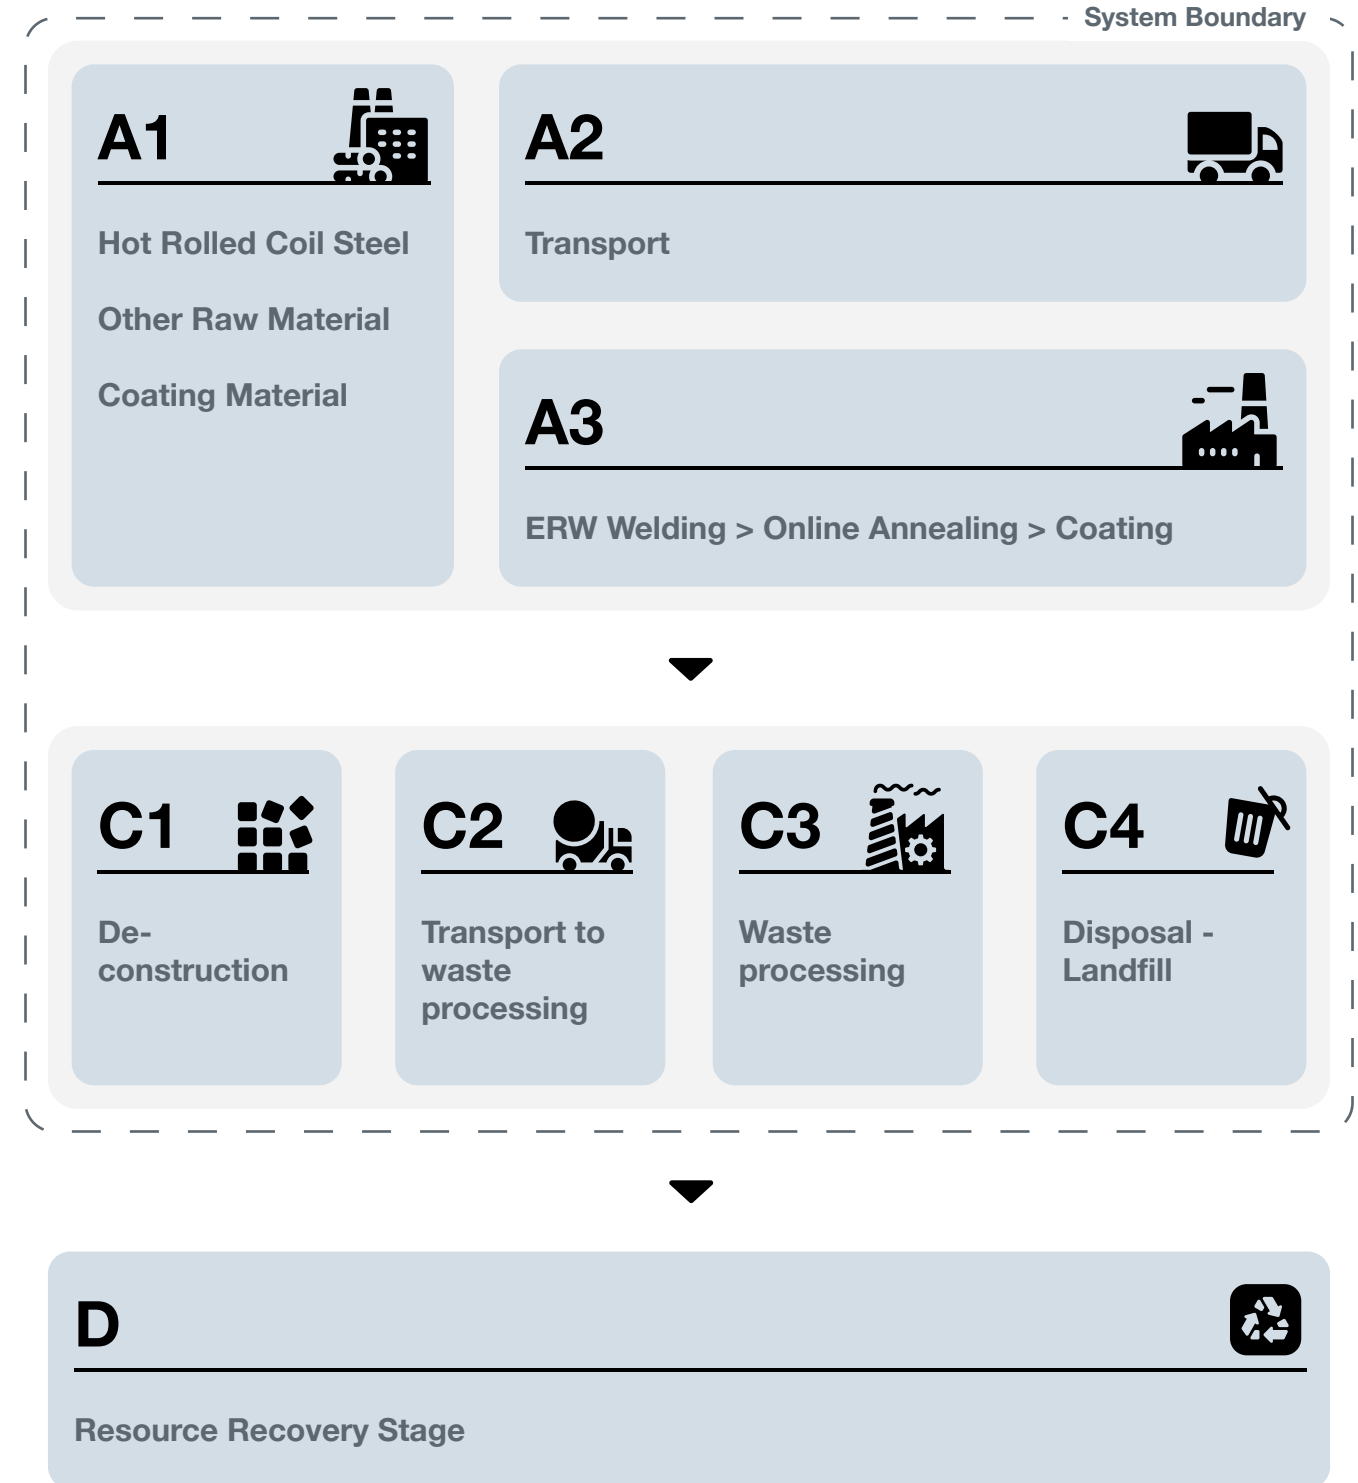 System Boundary
A1
Hot Rolled Coil Steel
Other Raw Material
Coating Material
A2
Transport
A3
ERW Welding > Online Annealing > Coating
C1
De-
construction
C2
Transport to
waste
processing
C3
Waste
processing
C4
Disposal -
Landfill
D
Resource Recovery Stage